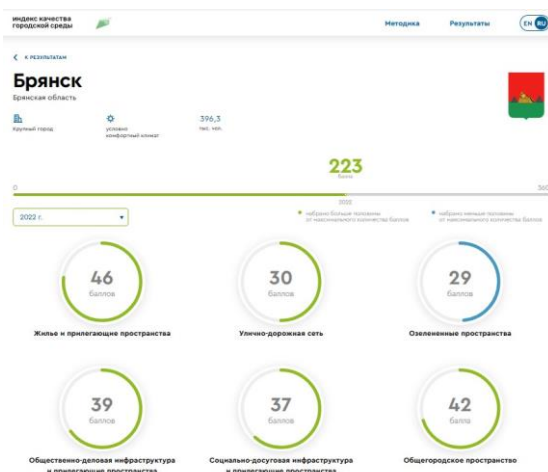 индекс качества
городской среды
Методика
Результаты
EN RU
К РЕЗУЛЬТАТАМ
Брянск
Брянская область
Крупный город
условно
комфортный климат
396,3
тыс. чел.
223
балла
0
2022
360
2022 г.
набрано больше половины
от максимального количества баллов
набрано меньше половины
от максимального количества баллов
46
баллов
Жилье и прилегающие пространства
30
баллов
Улично-дорожная сеть
29
баллов
Озелененные пространства
39
баллов
Общественно-деловая инфраструктура
и прилегающие пространства
37
баллов
Социально-досуговая инфраструктура
и прилегающие пространства
42
балла
Общегородское пространство